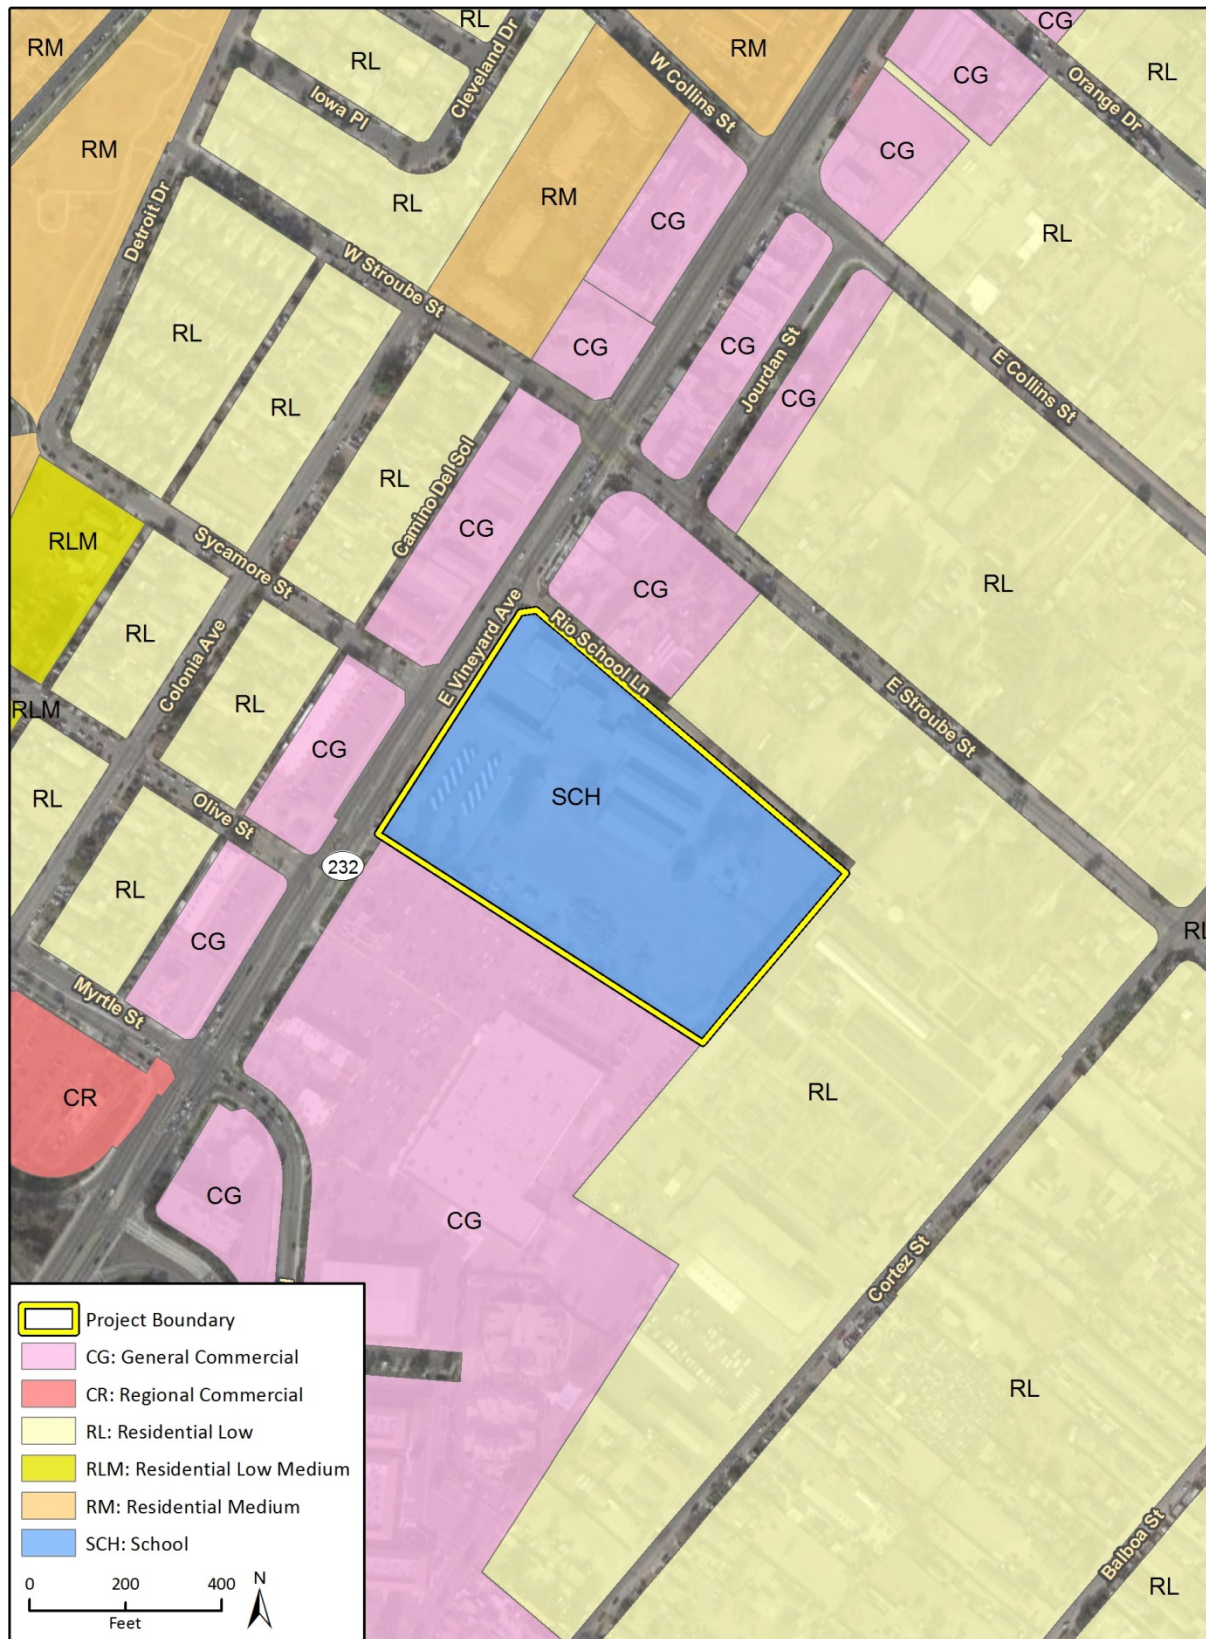 RL
CG
RM
RM
CG
RL
RL
Cleveland Dr
W Collins St
Orange Dr
Iowa Pl
RM
CG
RM
RL
Detroit Dr
CG
RL
W Stroube St
RL
CG
CG
E Collins St
Jourdan St
RL
CG
RL
Camino Del Sol
CG
RLM
Sycamore St
RL
CG
E Vineyard Ave
Rio School Ln
RL
Colonia Ave
RL
RLM
E Stroube St
CG
SCH
RL
Olive St
232
RL
CG
RL
Myrtle St
CR
RL
CG
CG
Cortez St
RL
Balboa St
RL
Project Boundary
CG: General Commercial
CR: Regional Commercial
RL: Residential Low
RLM: Residential Low Medium
RM: Residential Medium
SCH: School
0 200 400
Feet
N